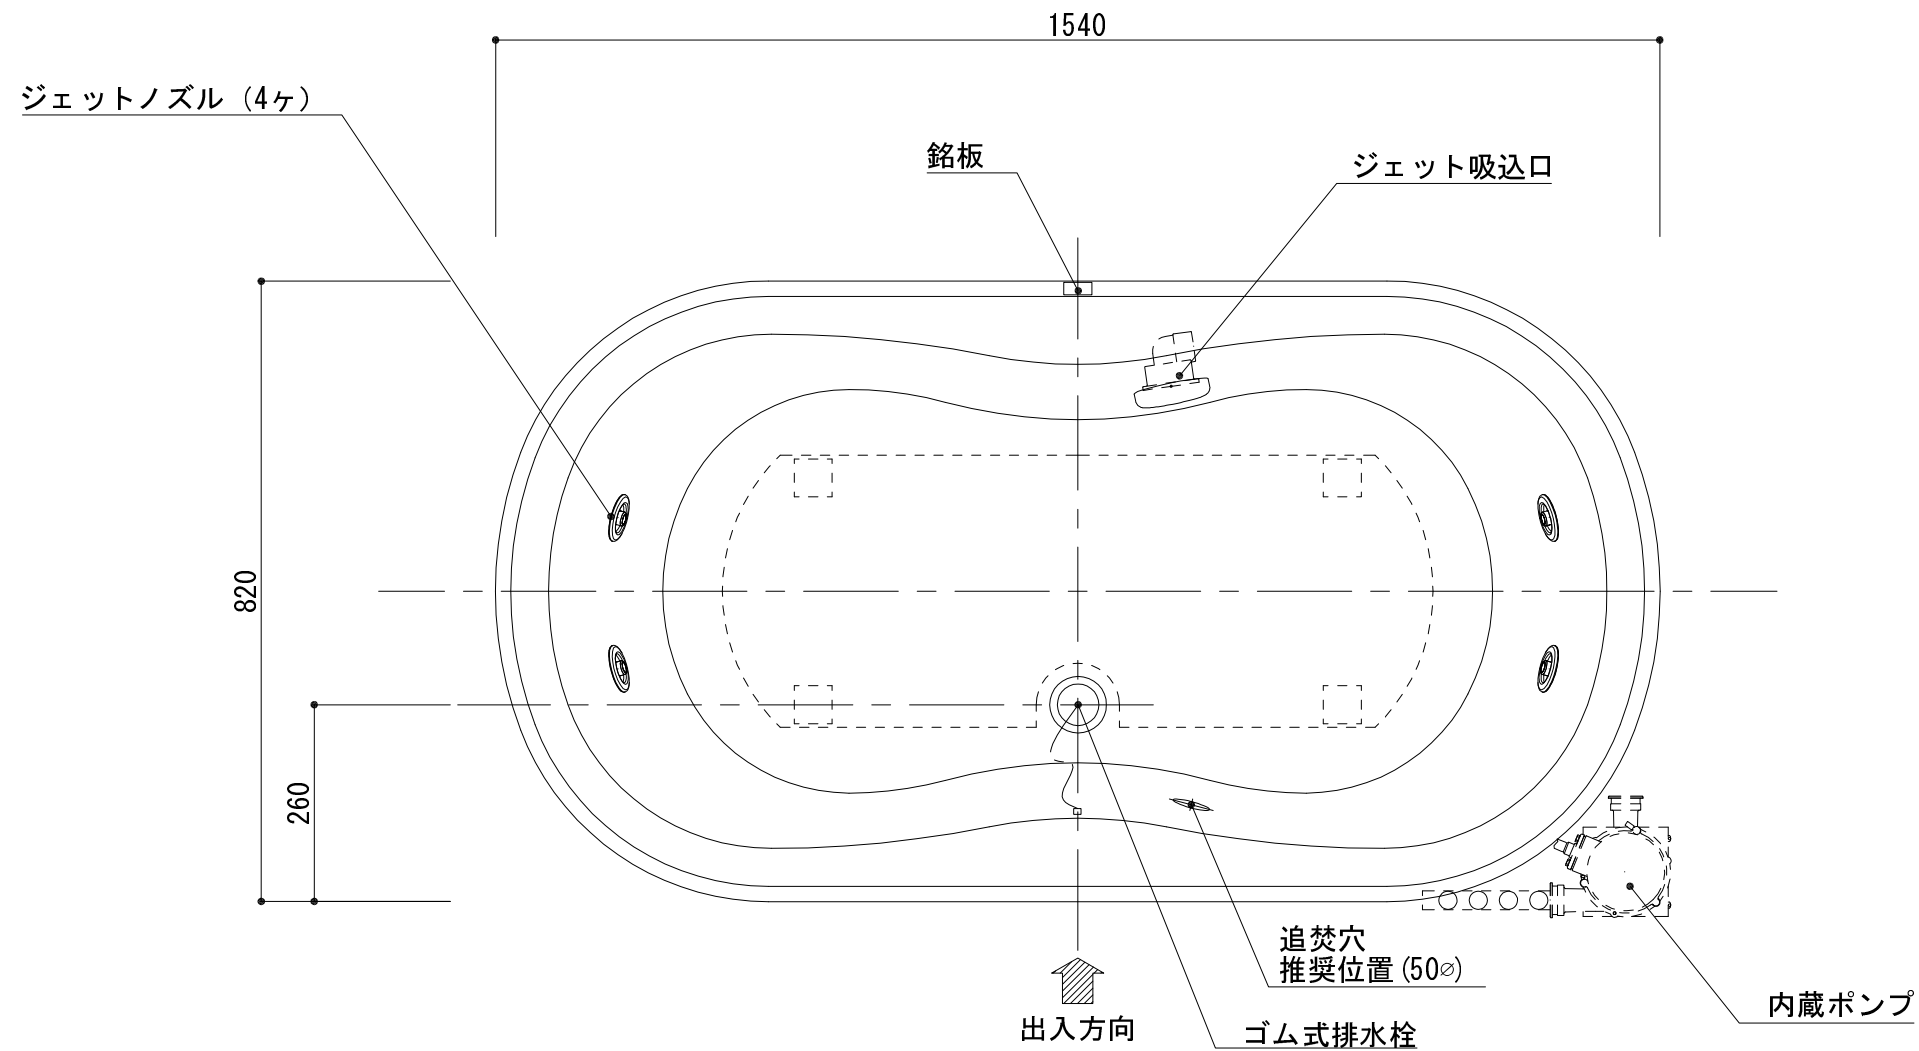 1540
ジェットノズル（4ヶ）
銘板
ジェット吸込口
820
260
追焚穴
推奨位置(50⌀)
内蔵ポンプ
出入方向
ゴム式排水栓